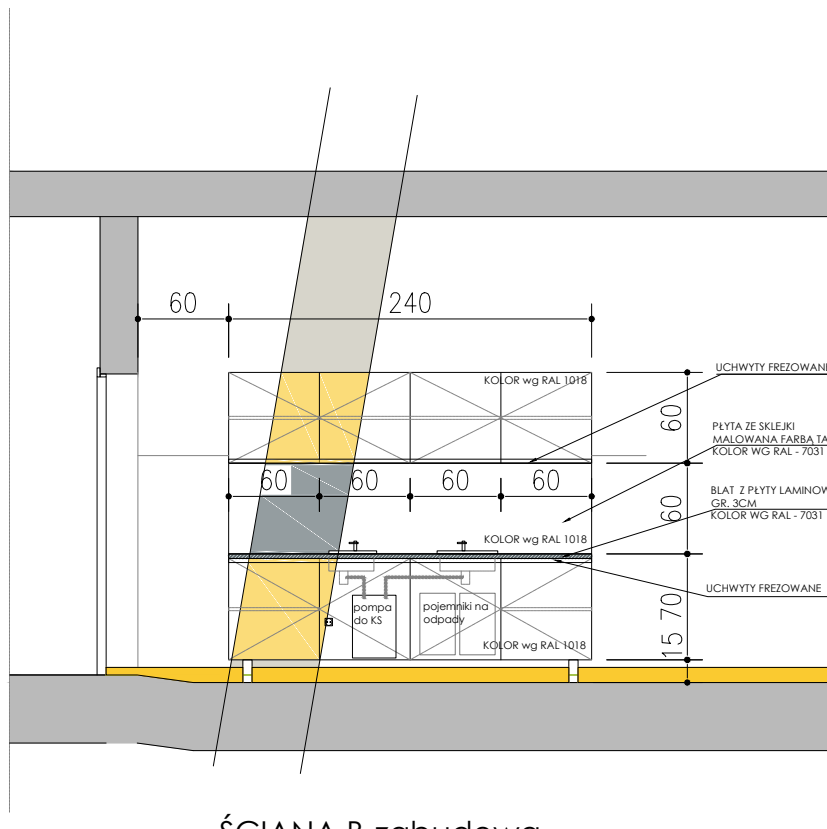 60
240
KOLOR wg RAL 1018
UCHWYTY FREZOWANE
60
PŁYTA ZE SKLEJKI
MALOWANA FARBĄ TA
KOLOR WG RAL - 7031
60 60 60 60
60
BLAT Z PŁYTY LAMINOW
GR. 3CM
KOLOR WG RAL - 7031
KOLOR wg RAL 1018
UCHWYTY FREZOWANE
pompa
do KS
pojemniki na
odpady
70
KOLOR wg RAL 1018
15
ŚCIANA B zabudowa